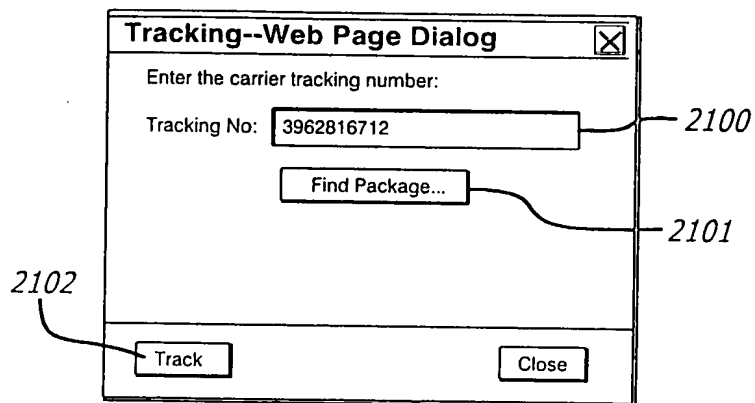 Tracking--Web Page Dialog
Enter the carrier tracking number:
Tracking No: 3962816712
2100
Find Package...
2101
2102
Track
Close